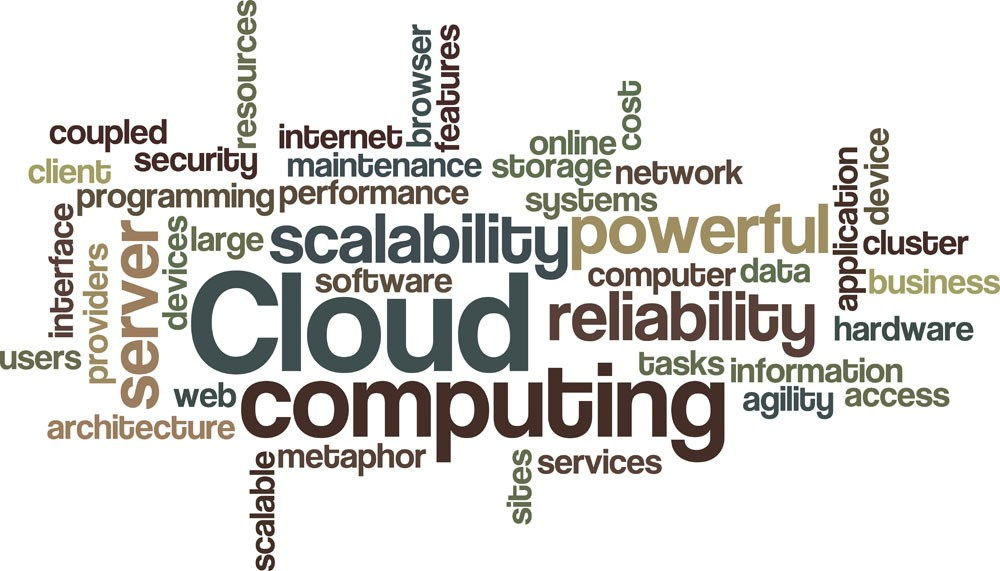 resources
browser
features
cost
coupled
internet
online
security
maintenance
storage
network
client
programming
performance
systems
application
device
interface
providers
server
devices
large
scalability
powerful
cluster
software
computer
data
business
Cloud
reliability
hardware
users
tasks
information
web
computing
agility
access
architecture
metaphor
services
scalable
sites